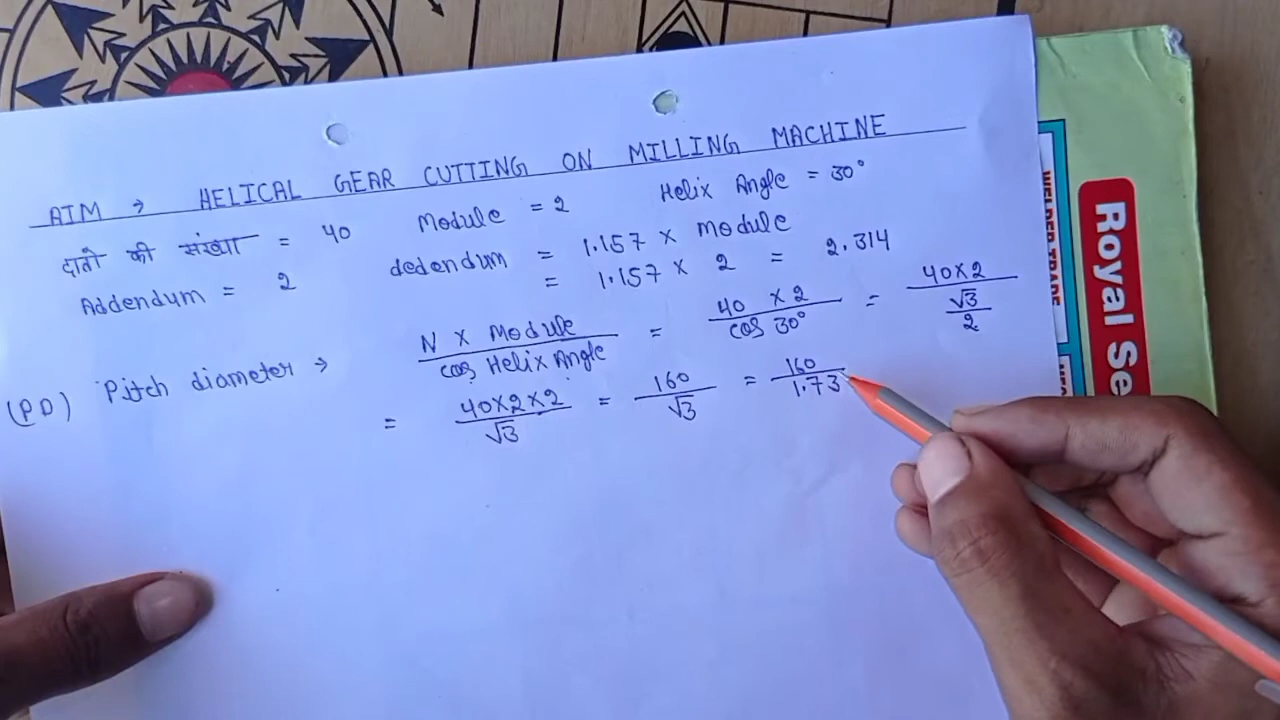 AIM → HELICAL GEAR CUTTING ON MILLING MACHINE
दातो की संख्या = 40 Module = 2 Helix Angle = 30°
Addendum = 2 dedendum = 1.157 × Module
= 1.157 × 2 = 2.314
(PD) Pitch diameter → N × Module / cos Helix Angle = 40 × 2 / cos 30° = 40×2 / √3/2
= 40×2×2 / √3 = 160 / √3 = 160 / 1.73
Royal Se
WELDER TRADE